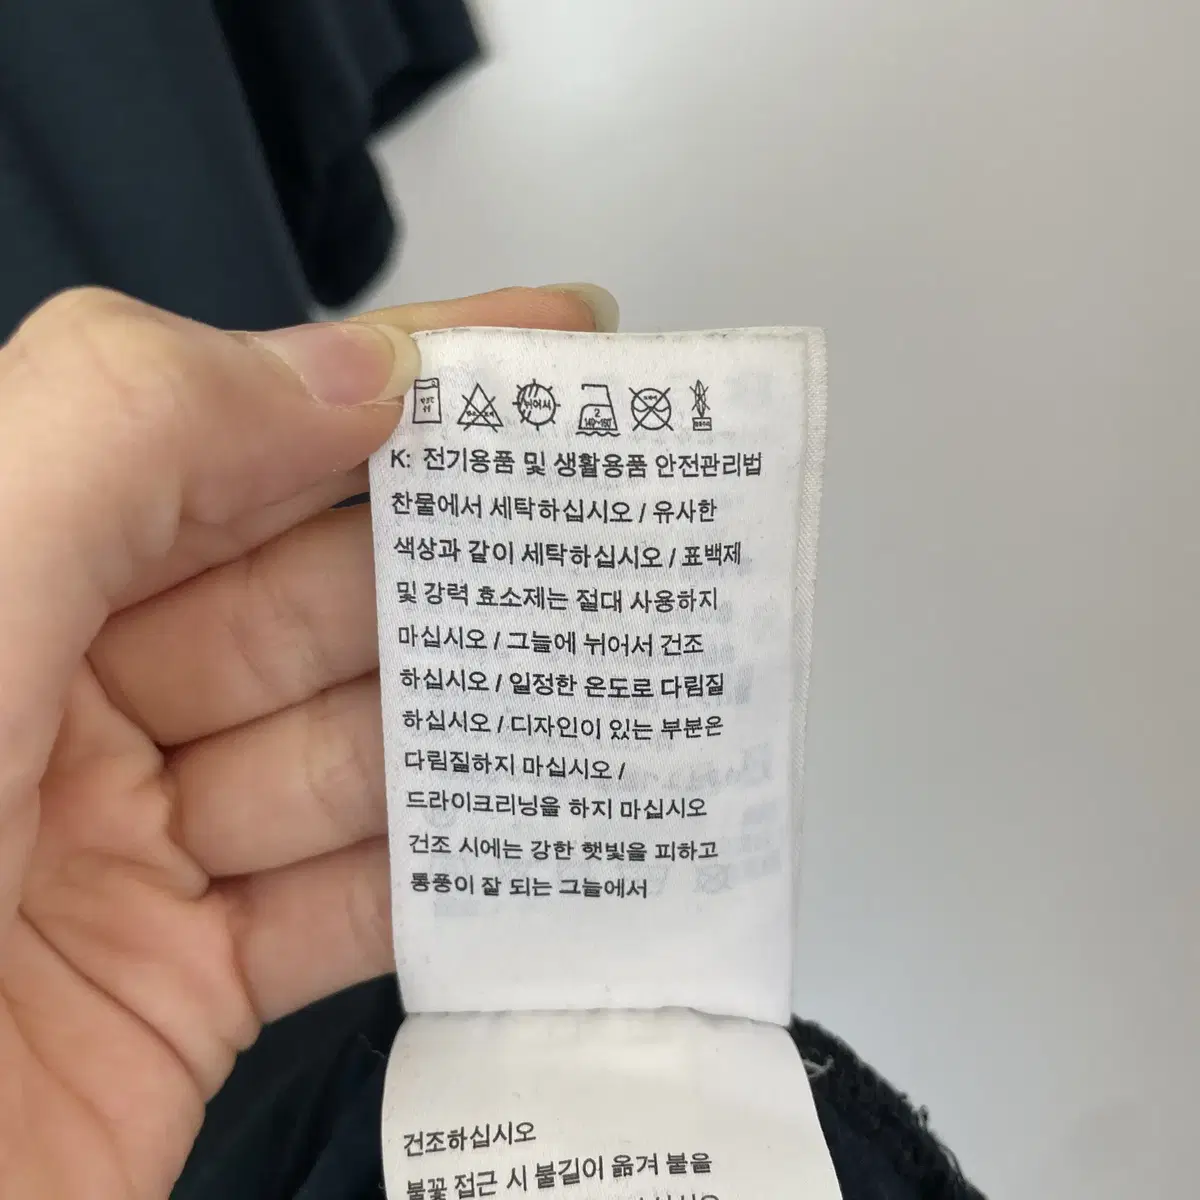 뉘어서
2
140~160℃
K: 전기용품 및 생활용품 안전관리법
찬물에서 세탁하십시오 / 유사한
색상과 같이 세탁하십시오 / 표백제
및 강력 효소제는 절대 사용하지
마십시오 / 그늘에 뉘어서 건조
하십시오 / 일정한 온도로 다림질
하십시오 / 디자인이 있는 부분은
다림질하지 마십시오 /
드라이크리닝을 하지 마십시오
건조 시에는 강한 햇빛을 피하고
통풍이 잘 되는 그늘에서
건조하십시오
불꽃 접근 시 불길이 옮겨 붙을